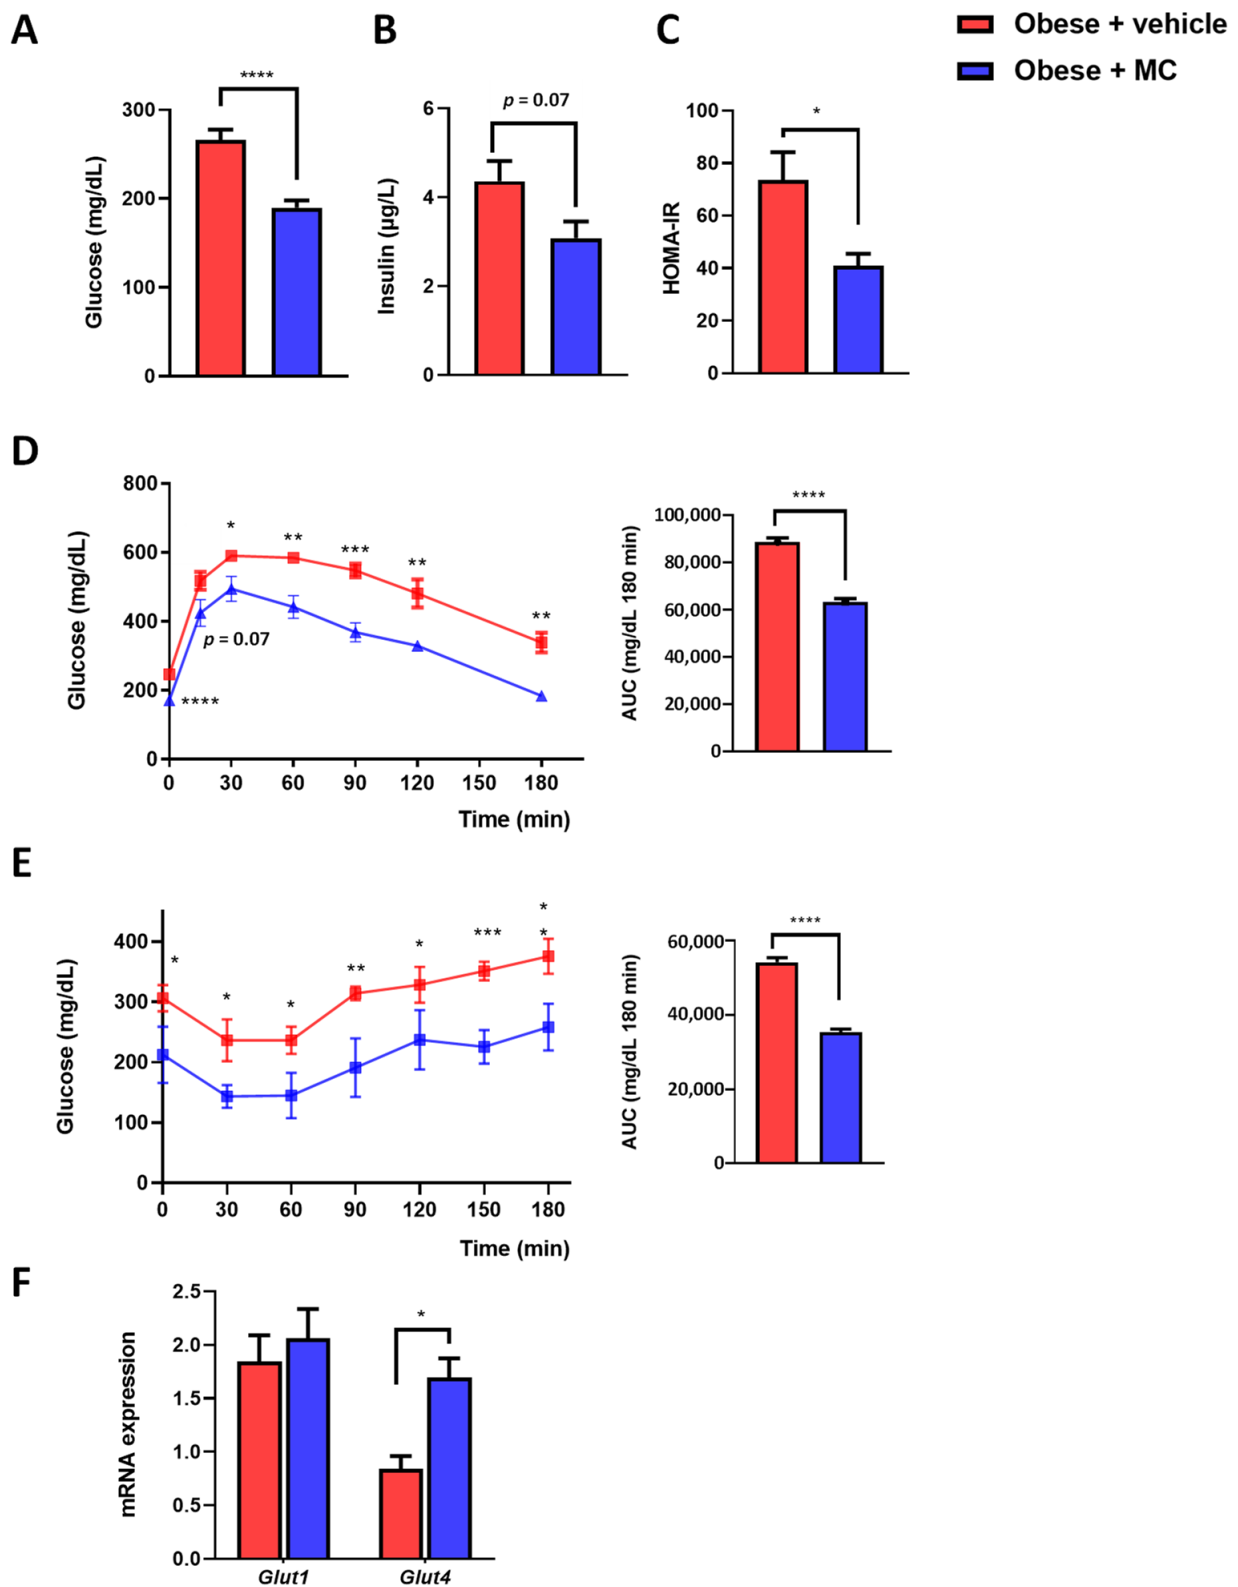 A
B
C
Obese + vehicle
Obese + MC
****
300
200
100
0
Glucose (mg/dL)
p = 0.07
6
4
2
0
Insulin (µg/L)
*
100
80
60
40
20
0
HOMA-IR
D
800
600
400
200
0
Glucose (mg/dL)
*
**
***
**
**
p = 0.07
****
0 30 60 90 120 150 180
Time (min)
****
100,000
80,000
60,000
40,000
20,000
0
AUC (mg/dL 180 min)
E
400
300
200
100
0
Glucose (mg/dL)
*
*
*
**
*
***
*
*
0 30 60 90 120 150 180
Time (min)
****
60,000
40,000
20,000
0
AUC (mg/dL 180 min)
F
2.5
2.0
1.5
1.0
0.5
0.0
mRNA expression
*
Glut1 Glut4